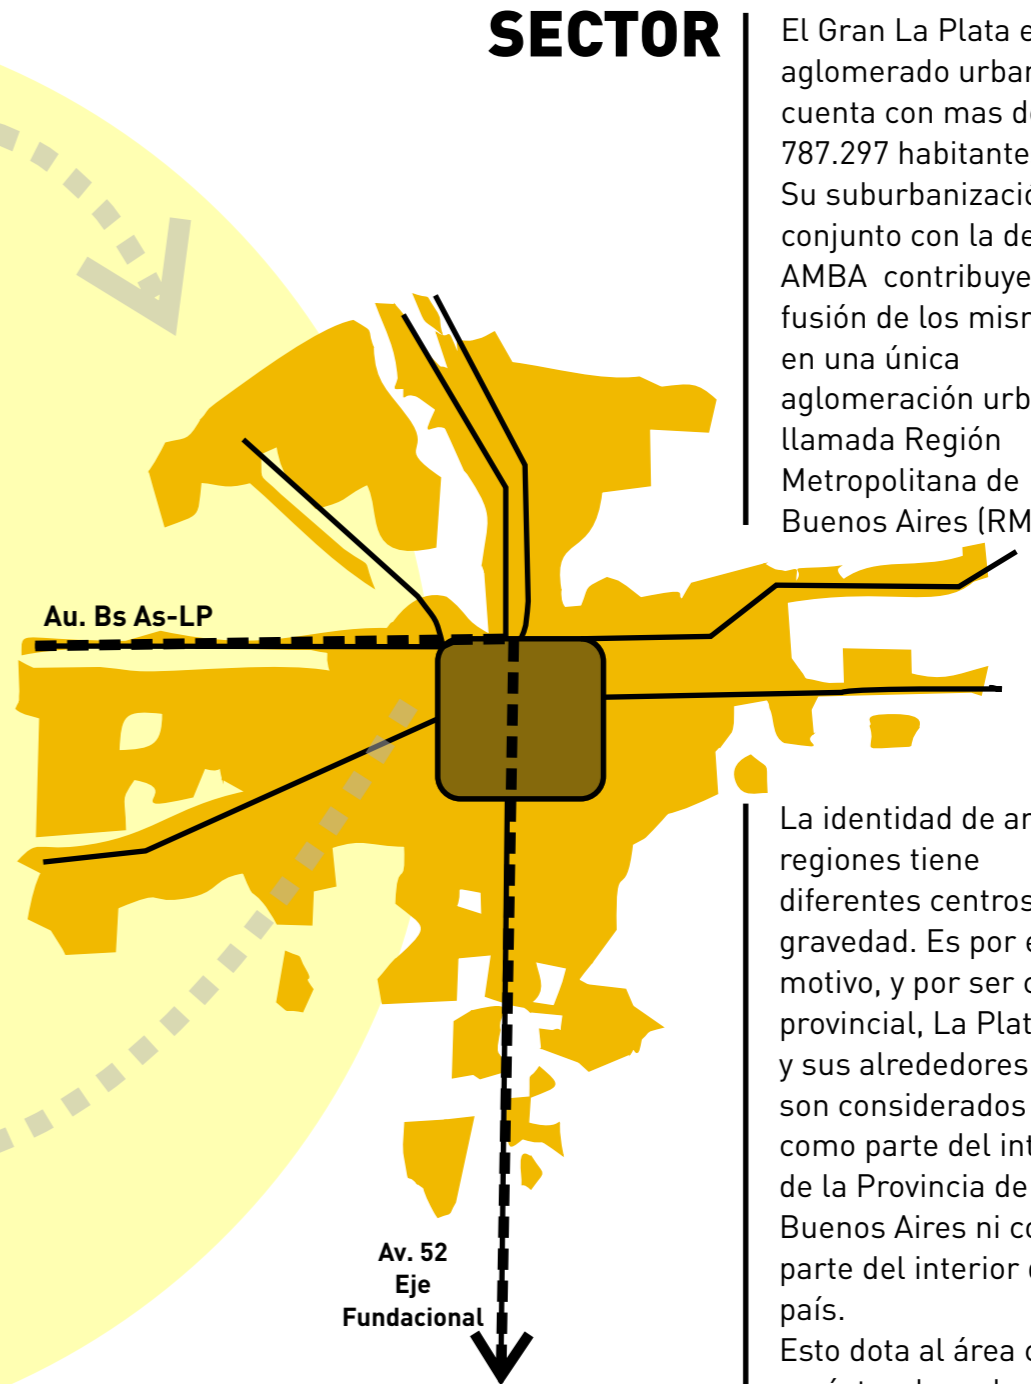 SECTOR
El Gran La Plata e
aglomerado urbar
cuenta con mas de
787.297 habitante
Su suburbanizació
conjunto con la de
AMBA contribuye
fusión de los misr
en una única
aglomeración urb
llamada Región
Metropolitana de
Buenos Aires (RM
Au. Bs As-LP
La identidad de ar
regiones tiene
diferentes centros
gravedad. Es por e
motivo, y por ser c
provincial, La Plat
y sus alrededores
son considerados
como parte del int
de la Provincia de
Buenos Aires ni co
parte del interior
país.
Esto dota al área
Av. 52
Eje
Fundacional